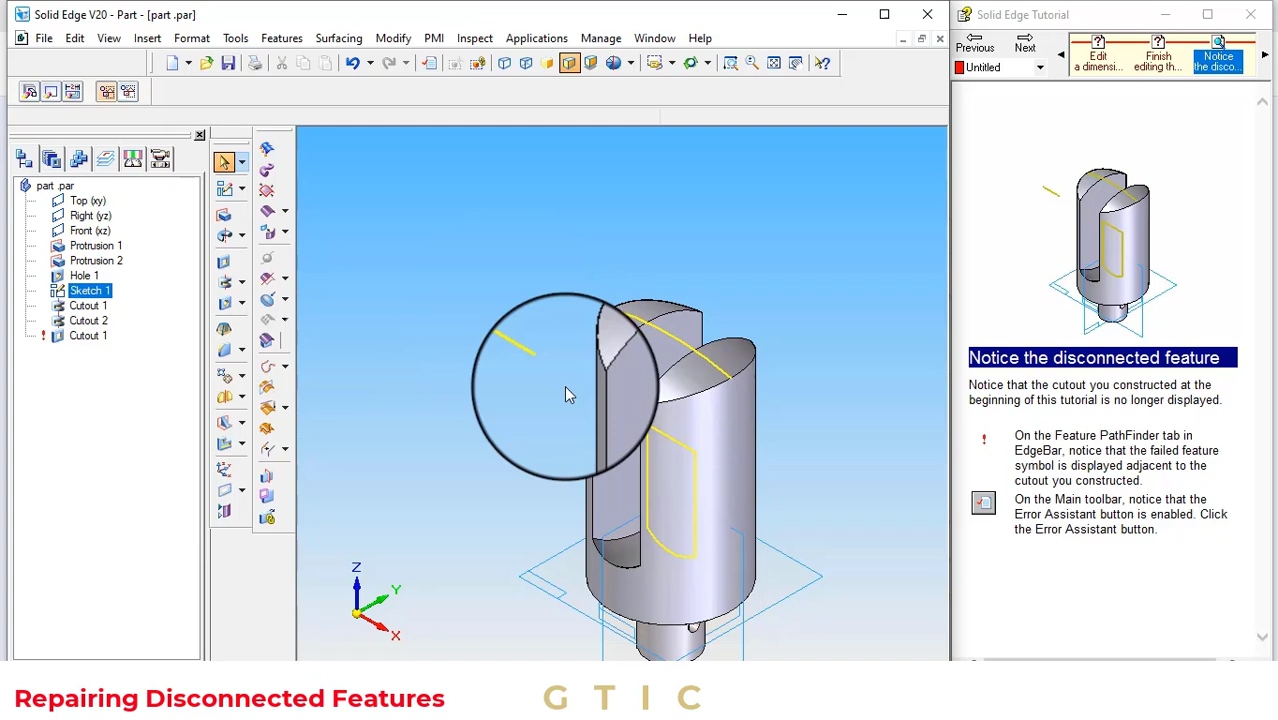 Solid Edge V20 - Part - [part .par]
File Edit View Insert Format Tools Features Surfacing Modify PMI Inspect Applications Manage Window Help
part .par
Top (xy)
Right (yz)
Front (xz)
Protrusion 1
Protrusion 2
Hole 1
Sketch 1
Cutout 1
Cutout 2
Cutout 1
Z
Y
X
Solid Edge Tutorial
Previous
Next
Untitled
Edit
a dimensi...
Finish
editing th...
Notice
the disco...
Notice the disconnected feature
Notice that the cutout you constructed at the
beginning of this tutorial is no longer displayed.
On the Feature PathFinder tab in
EdgeBar, notice that the failed feature
symbol is displayed adjacent to the
cutout you constructed.
On the Main toolbar, notice that the
Error Assistant button is enabled. Click
the Error Assistant button.
Repairing Disconnected Features
G T I C